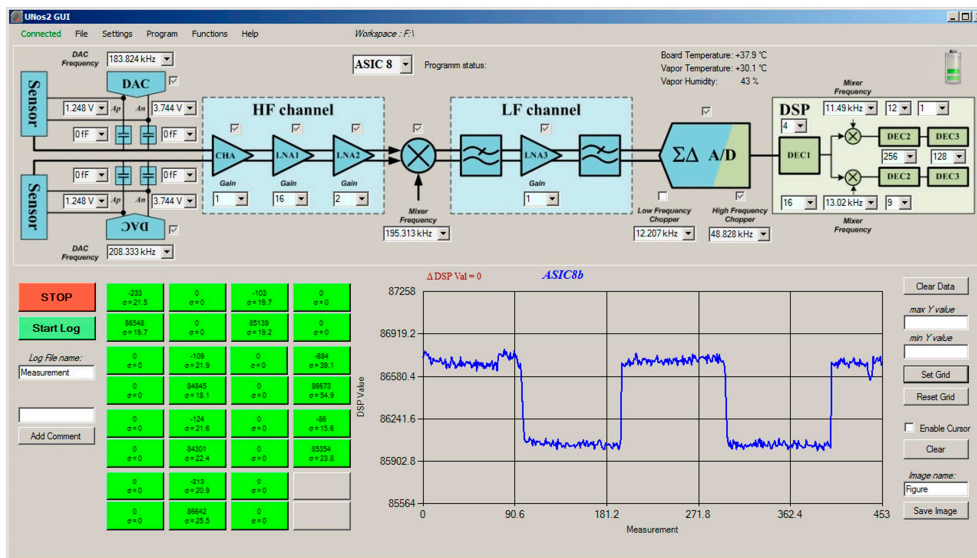 UNos2 GUI
Connected File Settings Program Functions Help Workspace : F:\
DAC Frequency 183.824 kHz
ASIC 8 Programm status:
Board Temperature: +37.9 °C
Vapor Temperature: +30.1 °C
Vapor Humidity: 43 %
Sensor
DAC
1.248 V Ap An 3.744 V
0 fF 0 fF
HF channel
CHA LNA1 LNA2
Gain Gain Gain
1 16 2
Mixer Frequency
195.313 kHz
LF channel
LNA3
Gain
1
ΣΔ A/D
Low Frequency Chopper
12.207 kHz
High Frequency Chopper
48.828 kHz
DSP
Mixer Frequency
11.49 kHz 12 1
4
DEC1 DEC2 DEC3
256 128
DEC2 DEC3
16 13.02 kHz 9
Mixer Frequency
Sensor
0 fF 0 fF
1.248 V Ap An 3.744 V
DAC
DAC Frequency 208.333 kHz
STOP
Start Log
Log File name:
Measurement
Add Comment
-233 0 -103 0
σ=21.5 σ=0 σ=19.7 σ=0
86548 0 85139 0
σ=19.7 σ=0 σ=19.2 σ=0
0 -109 0 -684
σ=0 σ=21.9 σ=0 σ=39.1
0 84845 0 86673
σ=0 σ=18.1 σ=0 σ=54.9
0 -124 0 -86
σ=0 σ=21.6 σ=0 σ=15.6
0 84301 0 85354
σ=0 σ=22.4 σ=0 σ=23.8
0 -213 0
σ=0 σ=20.9 σ=0
0 86642 0
σ=0 σ=25.5 σ=0
Δ DSP Val = 0 ASIC8b
DSP Value
87258
86919.2
86580.4
86241.6
85902.8
85564
0 90.6 181.2 271.8 362.4 453
Measurement
Clear Data
max Y value
min Y value
Set Grid
Reset Grid
Enable Cursor
Clear
Image name:
Figure
Save Image